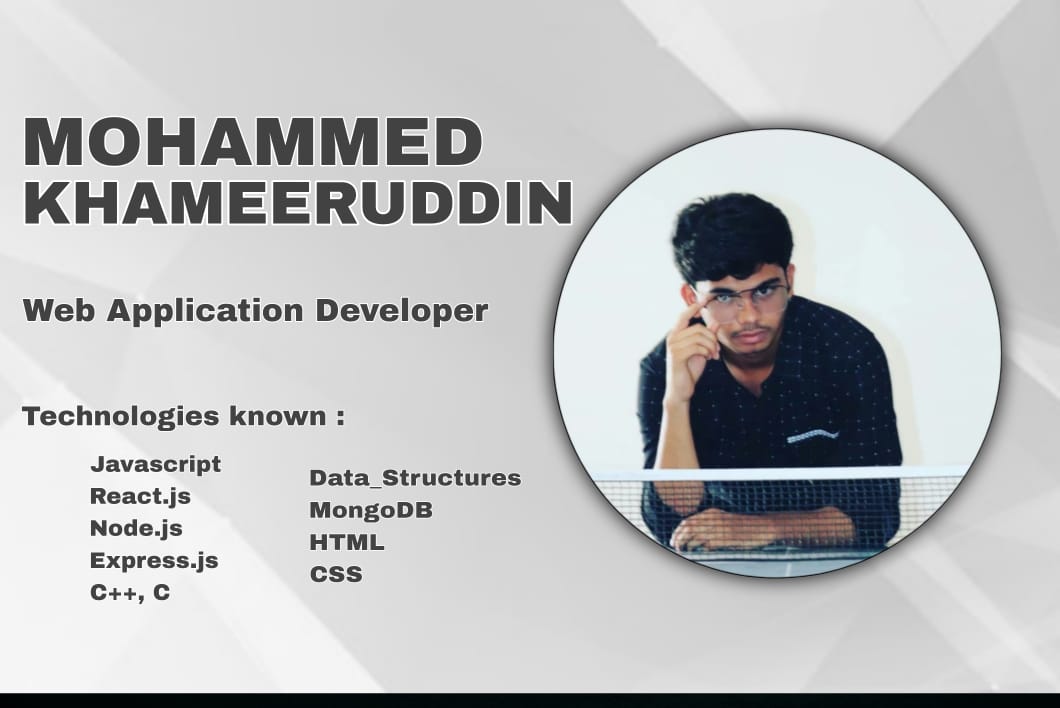 MOHAMMED
KHAMEERUDDIN
Web Application Developer
Technologies known :
Javascript
React.js
Node.js
Express.js
C++, C
Data_Structures
MongoDB
HTML
CSS